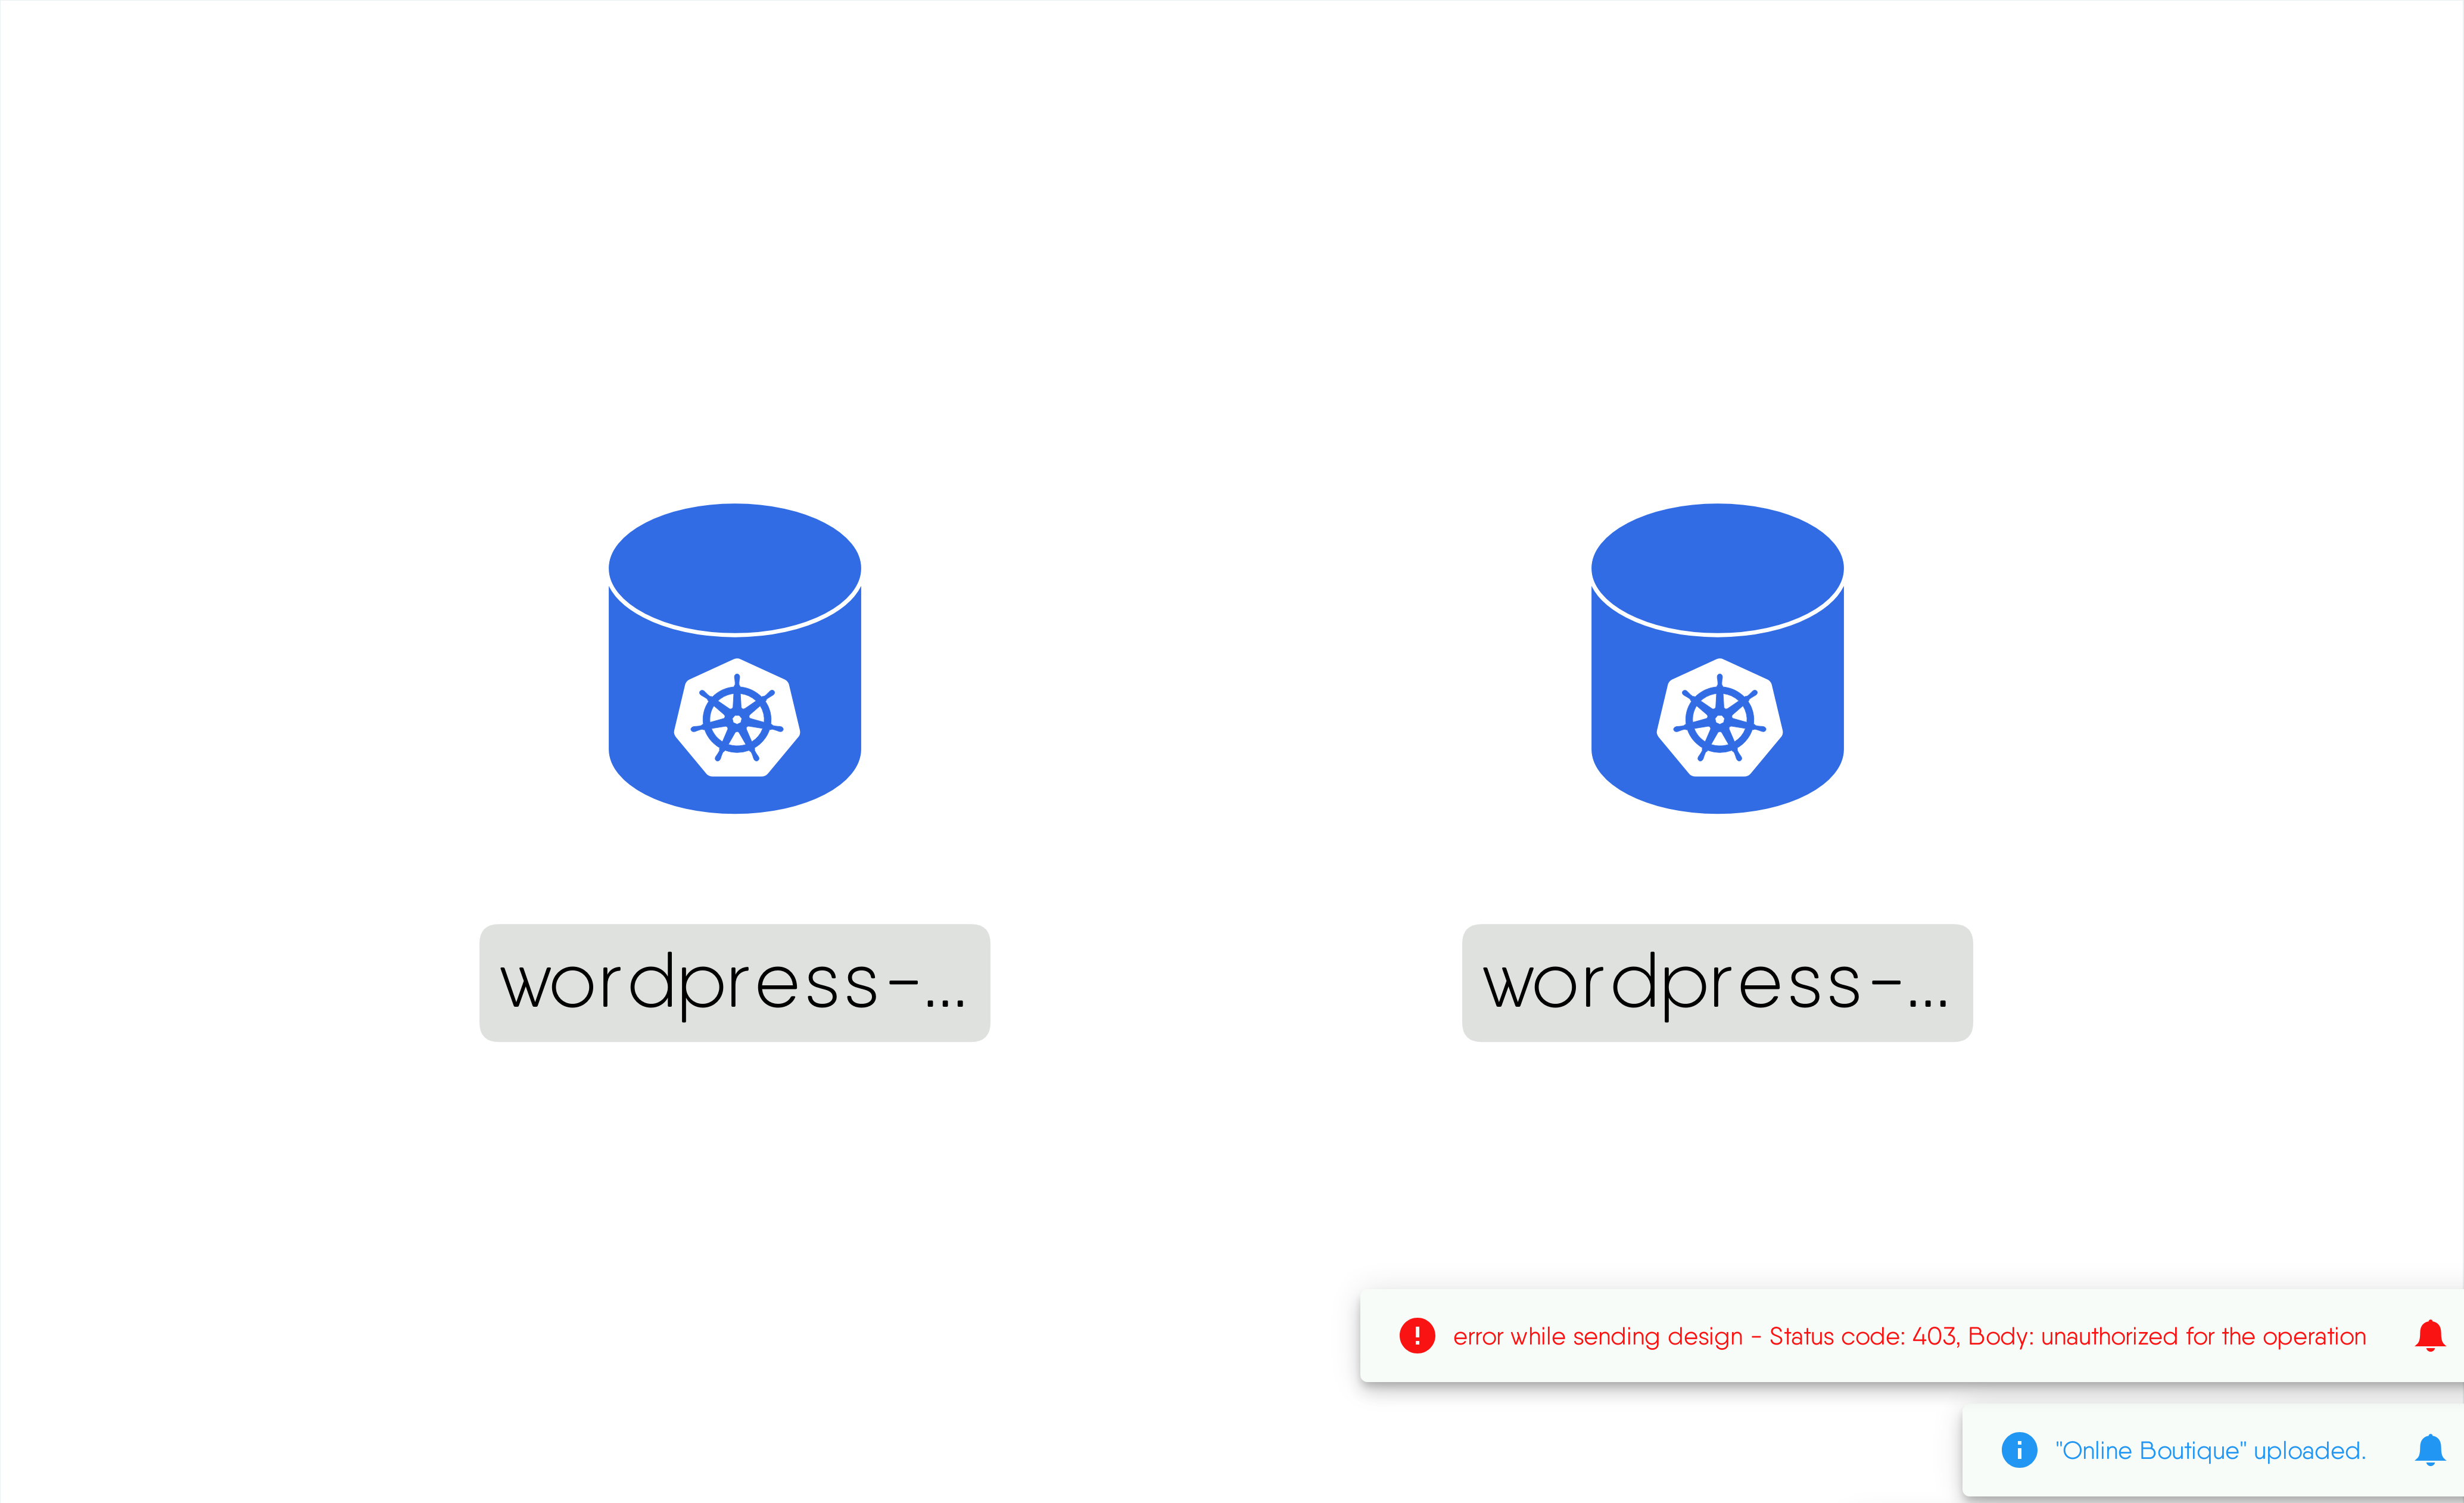 wordpress-...
wordpress-...
error while sending design - Status code: 403, Body: unauthorized for the operation
"Online Boutique" uploaded.